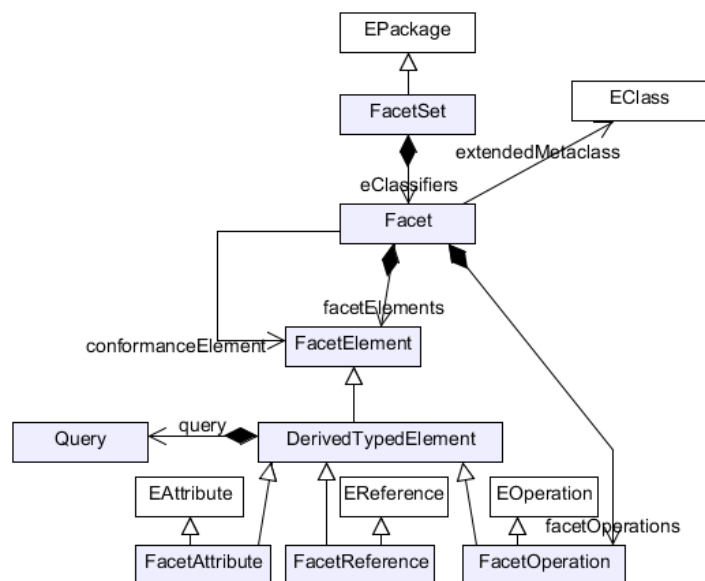 EPackage
EClass
FacetSet
extendedMetaclass
eClassifiers
Facet
facetElements
conformanceElement
FacetElement
query
Query
DerivedTypedElement
EAttribute
EReference
EOperation
facetOperations
FacetAttribute
FacetReference
FacetOperation